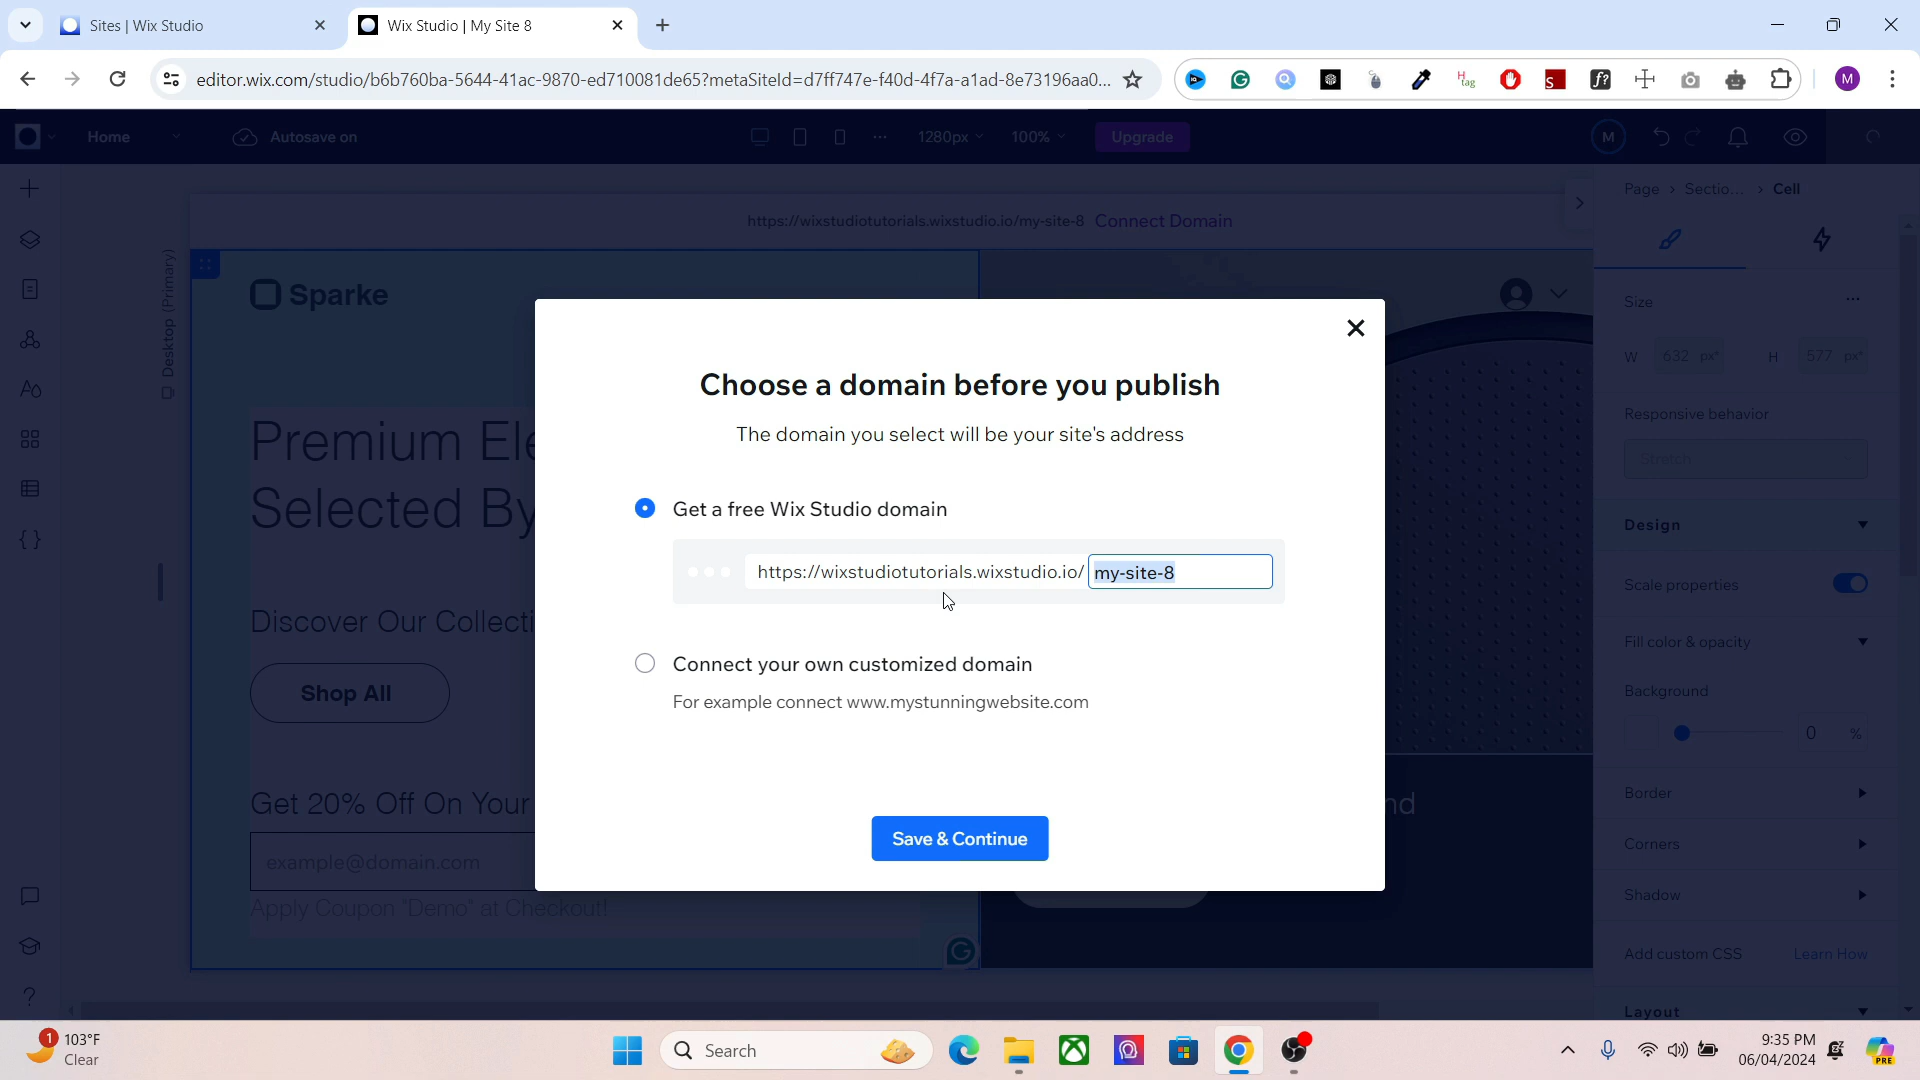 Sites | Wix Studio
Wix Studio | My Site 8
editor.wix.com/studio/b6b760ba-5644-41ac-9870-ed710081de65?metaSiteId=d7ff747e-f40d-4f7a-a1ad-8e73196aa0...
M
Home
Autosave on
1280px
100%
Upgrade
M
Page > Sectio... > Cell
https://wixstudiotutorials.wixstudio.io/my-site-8 Connect Domain
Desktop (Primary)
Sparke
Size
W 632 px*
H 577 px*
Choose a domain before you publish
The domain you select will be your site's address
Responsive behavior
Stretch
Premium Ele
Selected By
Get a free Wix Studio domain
https://wixstudiotutorials.wixstudio.io/ my-site-8
Design
Scale properties
Discover Our Collecti
Fill color & opacity
Connect your own customized domain
For example connect www.mystunningwebsite.com
Shop All
Background
0 %
Get 20% Off On Your
nd
Border
Save & Continue
Corners
example@domain.com
Shadow
Apply Coupon "Demo" at Checkout!
Add custom CSS
Learn How
Layout
1
103°F
Clear
Search
9:35 PM
06/04/2024
PRE